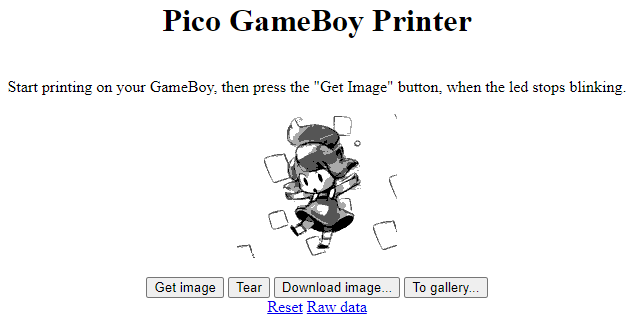 Pico GameBoy Printer
Start printing on your GameBoy, then press the "Get Image" button, when the led stops blinking.
Get image Tear Download image... To gallery...
Reset Raw data